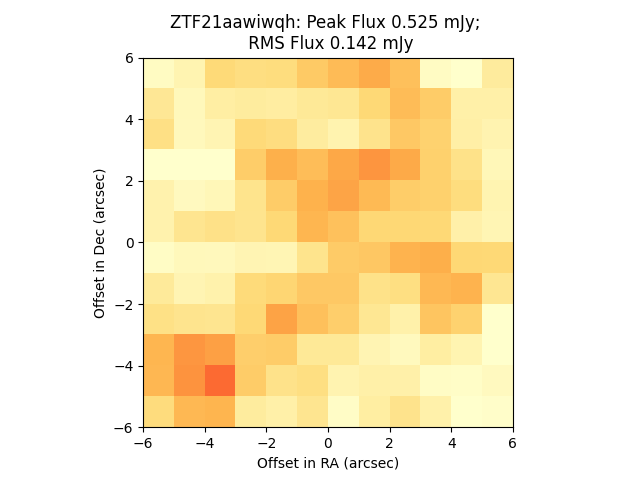 ZTF21aawiwqh: Peak Flux 0.525 mJy;
RMS Flux 0.142 mJy
6
4
2
0
−2
−4
−6
Offset in Dec (arcsec)
−6 −4 −2 0 2 4 6
Offset in RA (arcsec)